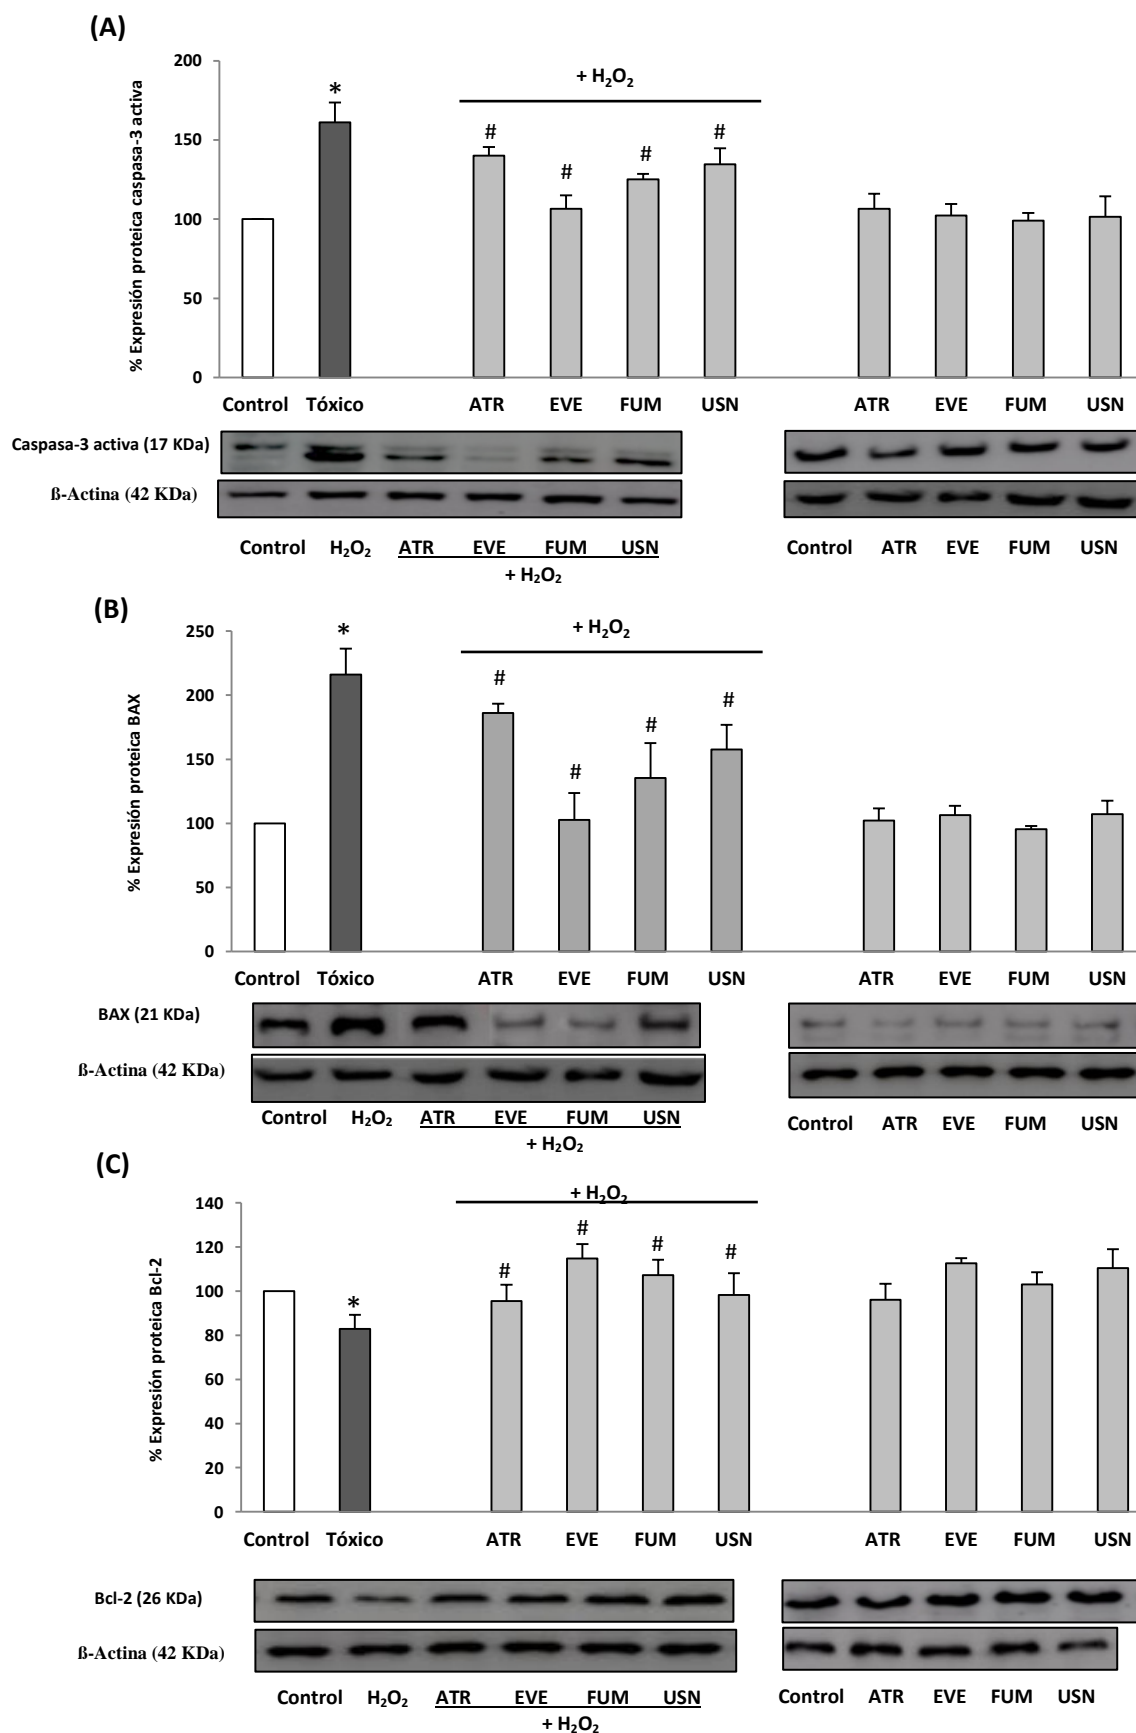 (A)
% Expresión proteica caspasa-3 activa
200
150
100
50
0
+ H₂O₂
*
# # # #
Control Tóxico ATR EVE FUM USN ATR EVE FUM USN
Caspasa-3 activa (17 KDa)
ß-Actina (42 KDa)
Control H₂O₂ ATR EVE FUM USN Control ATR EVE FUM USN
+ H₂O₂
(B)
% Expresión proteica BAX
250
200
150
100
50
0
+ H₂O₂
*
# # # #
Control Tóxico ATR EVE FUM USN ATR EVE FUM USN
BAX (21 KDa)
ß-Actina (42 KDa)
Control H₂O₂ ATR EVE FUM USN Control ATR EVE FUM USN
+ H₂O₂
(C)
% Expresión proteica Bcl-2
140
120
100
80
60
40
20
0
+ H₂O₂
*
# # # #
Control Tóxico ATR EVE FUM USN ATR EVE FUM USN
Bcl-2 (26 KDa)
ß-Actina (42 KDa)
Control H₂O₂ ATR EVE FUM USN Control ATR EVE FUM USN
+ H₂O₂